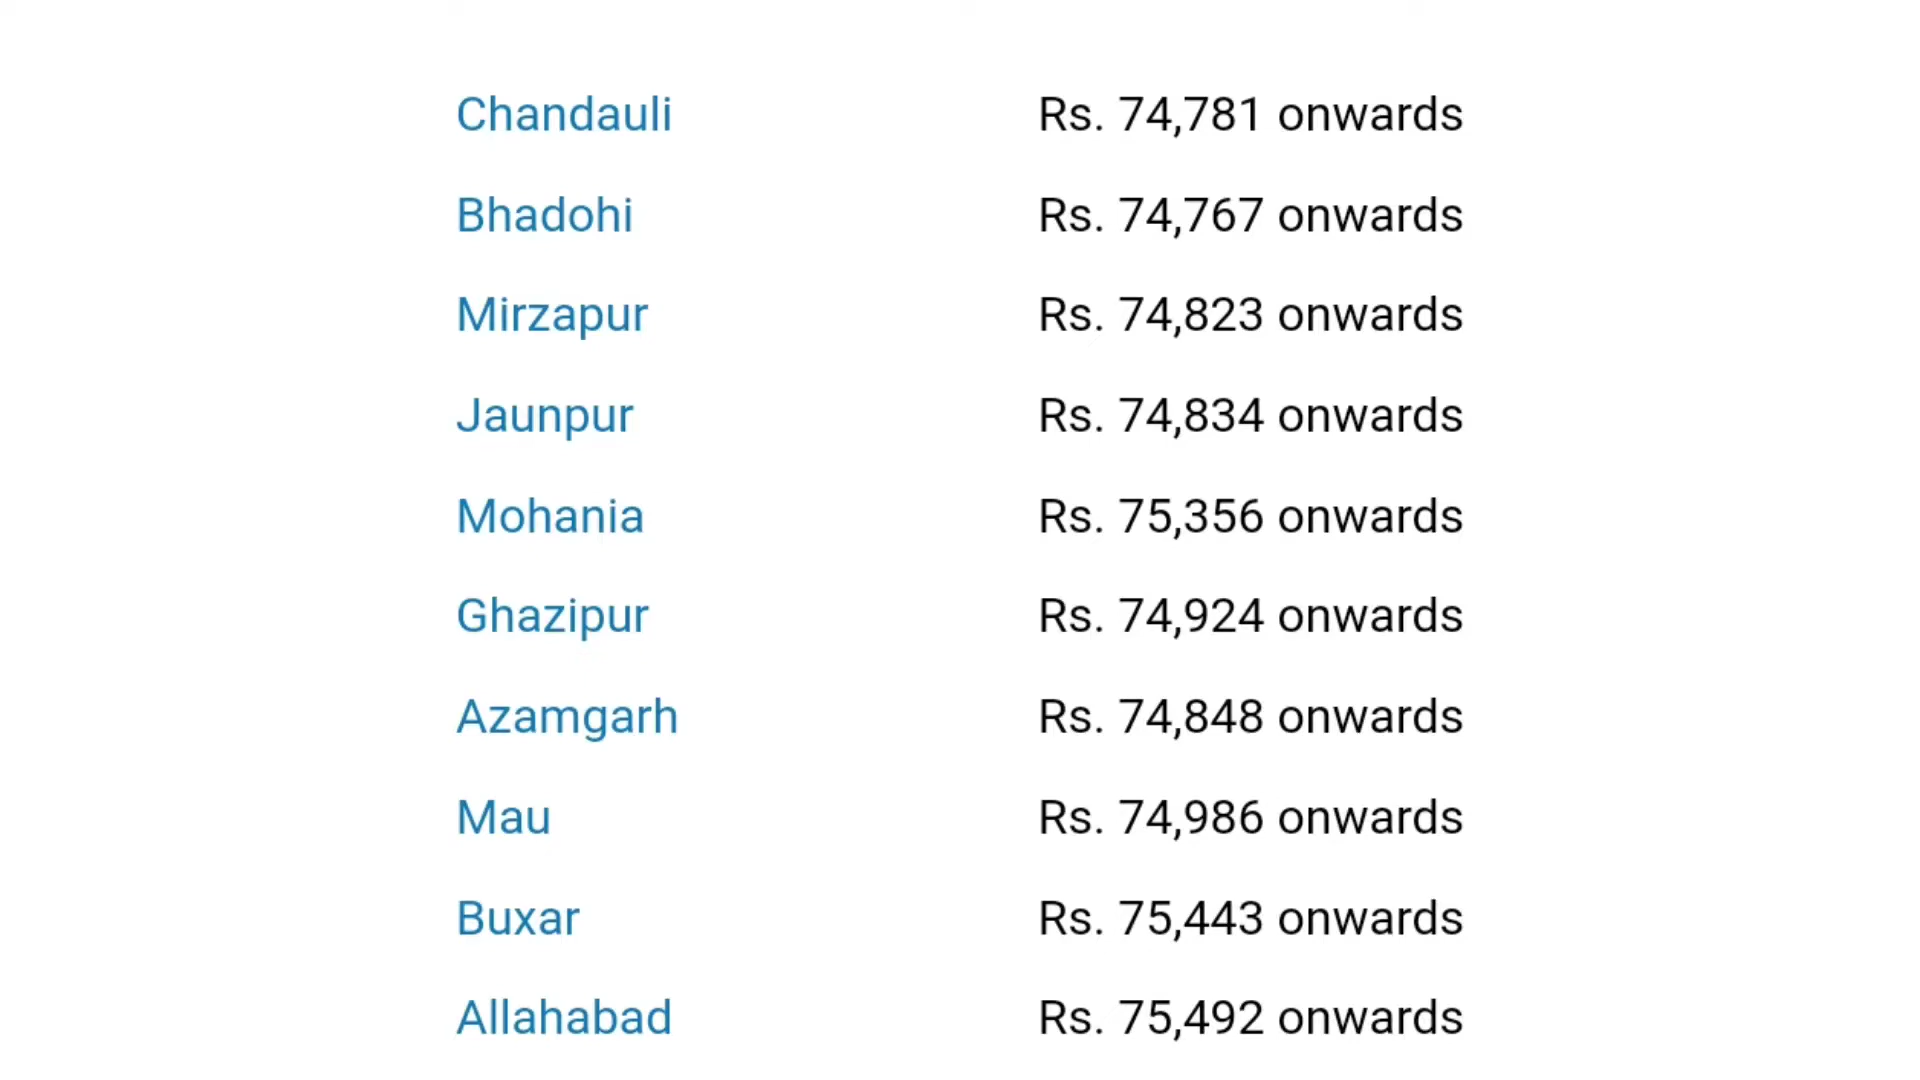 Chandauli Rs. 74,781 onwards
Bhadohi Rs. 74,767 onwards
Mirzapur Rs. 74,823 onwards
Jaunpur Rs. 74,834 onwards
Mohania Rs. 75,356 onwards
Ghazipur Rs. 74,924 onwards
Azamgarh Rs. 74,848 onwards
Mau Rs. 74,986 onwards
Buxar Rs. 75,443 onwards
Allahabad Rs. 75,492 onwards